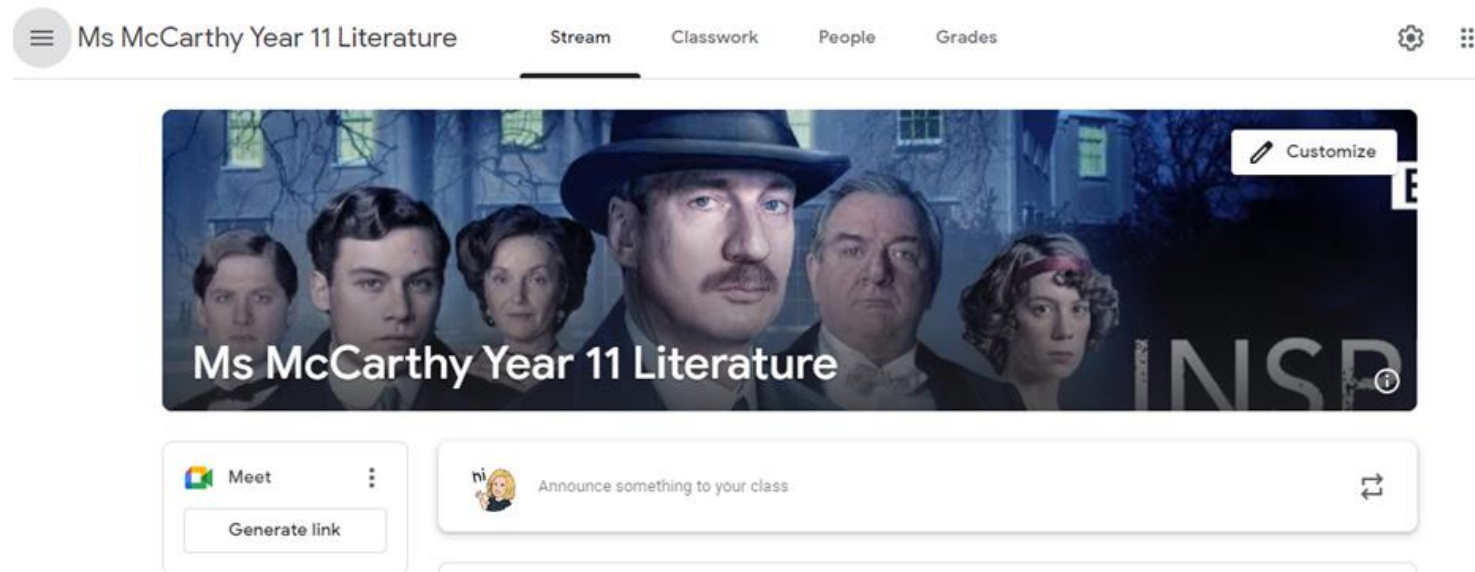 Ms McCarthy Year 11 Literature
Stream Classwork People Grades
Customize
INSP
Ms McCarthy Year 11 Literature
Meet
Generate link
hi
Announce something to your class